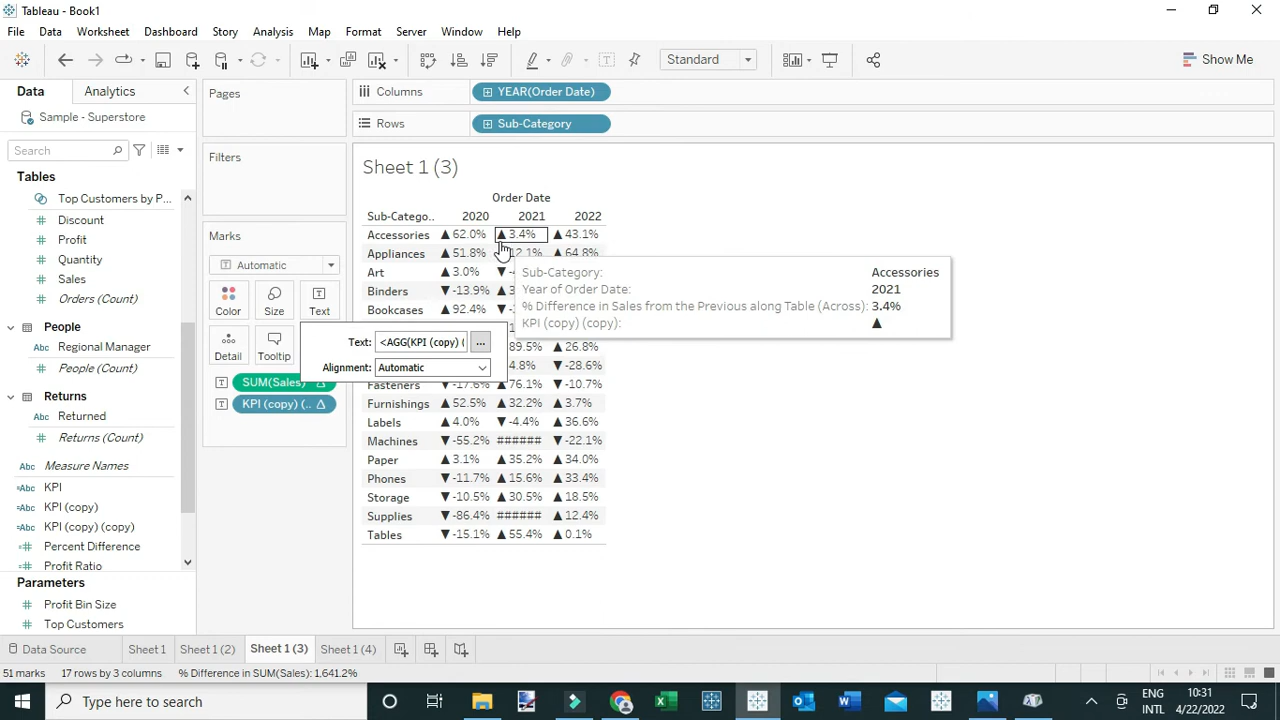 Tableau - Book1
File Data Worksheet Dashboard Story Analysis Map Format Server Window Help
Standard
Show Me
Data Analytics
Sample - Superstore
Search
Tables
Top Customers by P...
Discount
Profit
Quantity
Sales
Orders (Count)
People
Regional Manager
People (Count)
Returns
Returned
Returns (Count)
Measure Names
KPI
KPI (copy)
KPI (copy) (copy)
Percent Difference
Profit Ratio
Parameters
Profit Bin Size
Top Customers
Pages
Filters
Marks
Automatic
Color Size Text
Detail Tooltip
SUM(Sales)
KPI (copy) (..
Text: <AGG(KPI (copy) (
Alignment: Automatic
Columns YEAR(Order Date)
Rows Sub-Category
Sheet 1 (3)
Order Date
Sub-Catego.. 2020 2021 2022
Accessories ▲ 62.0% ▲ 3.4% ▲ 43.1%
Appliances ▲ 51.8% 12.1% ▲ 64.8%
Art ▲ 3.0% ▼
Binders ▼ -13.9% ▲
Bookcases ▲ 92.4% ▼
Sub-Category: Accessories
Year of Order Date: 2021
% Difference in Sales from the Previous along Table (Across): 3.4%
KPI (copy) (copy): ▲
89.5% ▲ 26.8%
4.8% ▼ -28.6%
Fasteners ▼ -17.6% ▲ 76.1% ▼ -10.7%
Furnishings ▲ 52.5% ▲ 32.2% ▲ 3.7%
Labels ▲ 4.0% ▼ -4.4% ▲ 36.6%
Machines ▼ -55.2% ###### ▼ -22.1%
Paper ▲ 3.1% ▲ 35.2% ▲ 34.0%
Phones ▼ -11.7% ▲ 15.6% ▲ 33.4%
Storage ▼ -10.5% ▲ 30.5% ▲ 18.5%
Supplies ▼ -86.4% ###### ▲ 12.4%
Tables ▼ -15.1% ▲ 55.4% ▲ 0.1%
Data Source Sheet 1 Sheet 1 (2) Sheet 1 (3) Sheet 1 (4)
51 marks 17 rows by 3 columns % Difference in SUM(Sales): 1,641.2%
Type here to search
ENG
INTL
10:31
4/22/2022